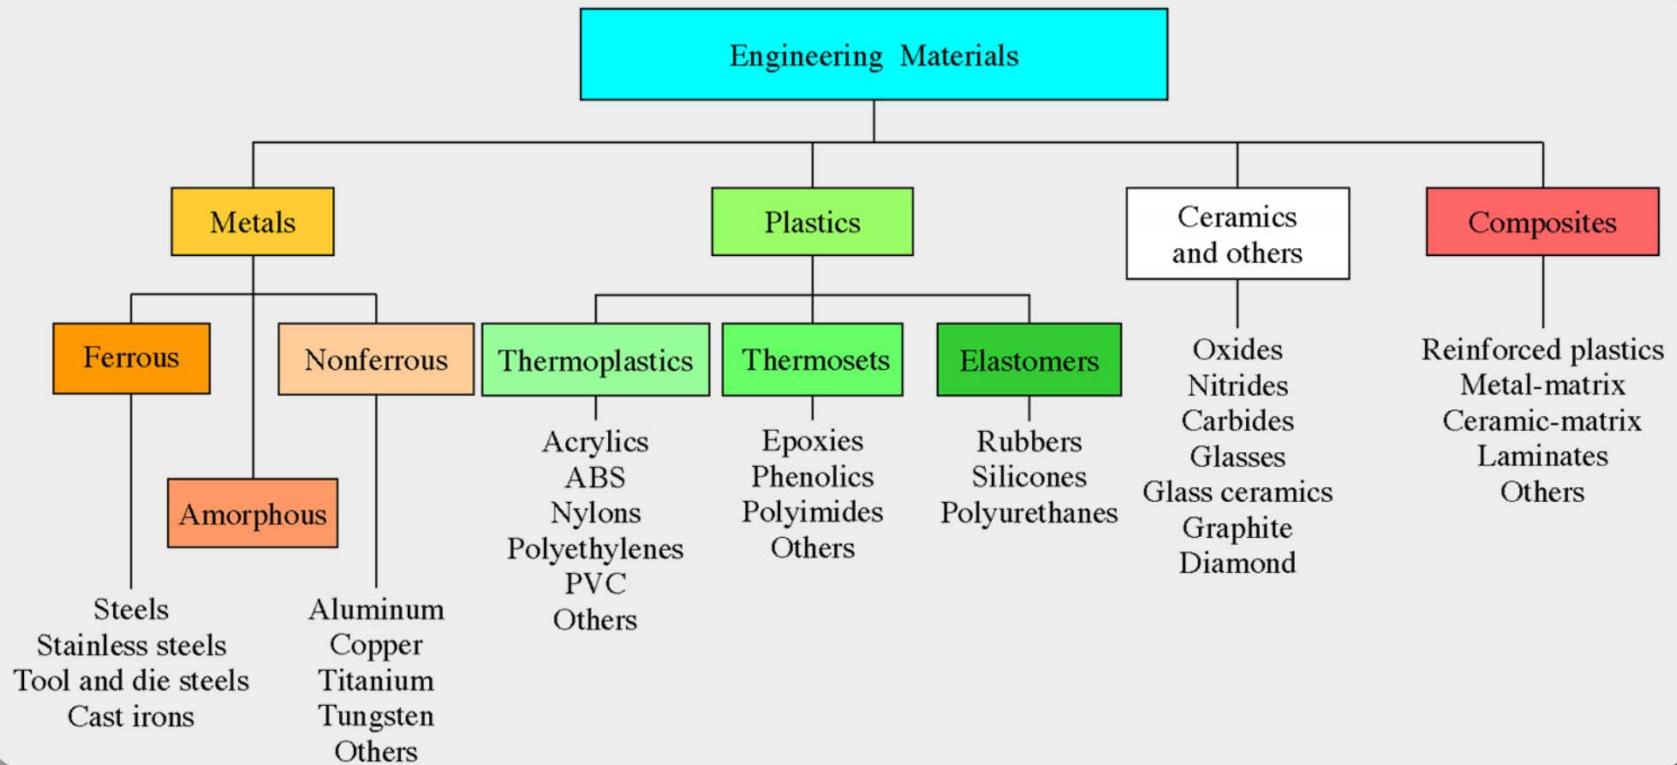 Engineering Materials
Metals
Plastics
Ceramics
and others
Composites
Ferrous
Nonferrous
Amorphous
Thermoplastics
Thermosets
Elastomers
Steels
Stainless steels
Tool and die steels
Cast irons
Aluminum
Copper
Titanium
Tungsten
Others
Acrylics
ABS
Nylons
Polyethylenes
PVC
Others
Epoxies
Phenolics
Polyimides
Others
Rubbers
Silicones
Polyurethanes
Oxides
Nitrides
Carbides
Glasses
Glass ceramics
Graphite
Diamond
Reinforced plastics
Metal-matrix
Ceramic-matrix
Laminates
Others